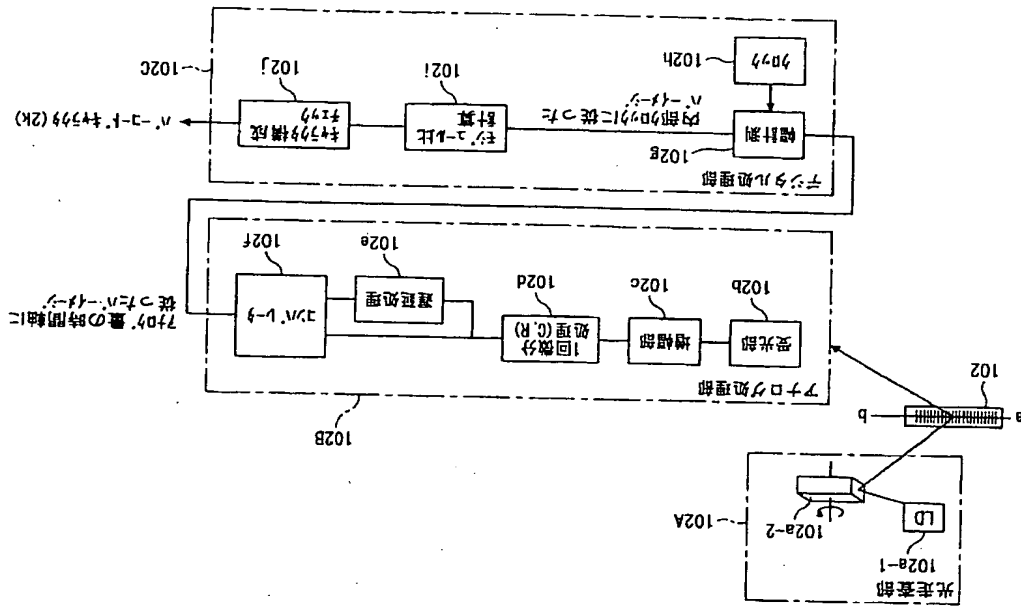 光走査部
102a-1
LD
102a-2
102A
a
b
102
アナログ処理部
102B
102b
受光部
102c
増幅部
102d
1回微分
処理(C,R)
102e
遅延処理
102f
コンパレータ
アナログ量の時間軸に
従ったバーイメージ
デジタル処理部
102g
幅計測
102h
クロック
内部クロックに従った
バーイメージ
102i
モジュール比
計算
102j
キャラクタ構成
チェック
バーコードキャラクタ(2K)
102C